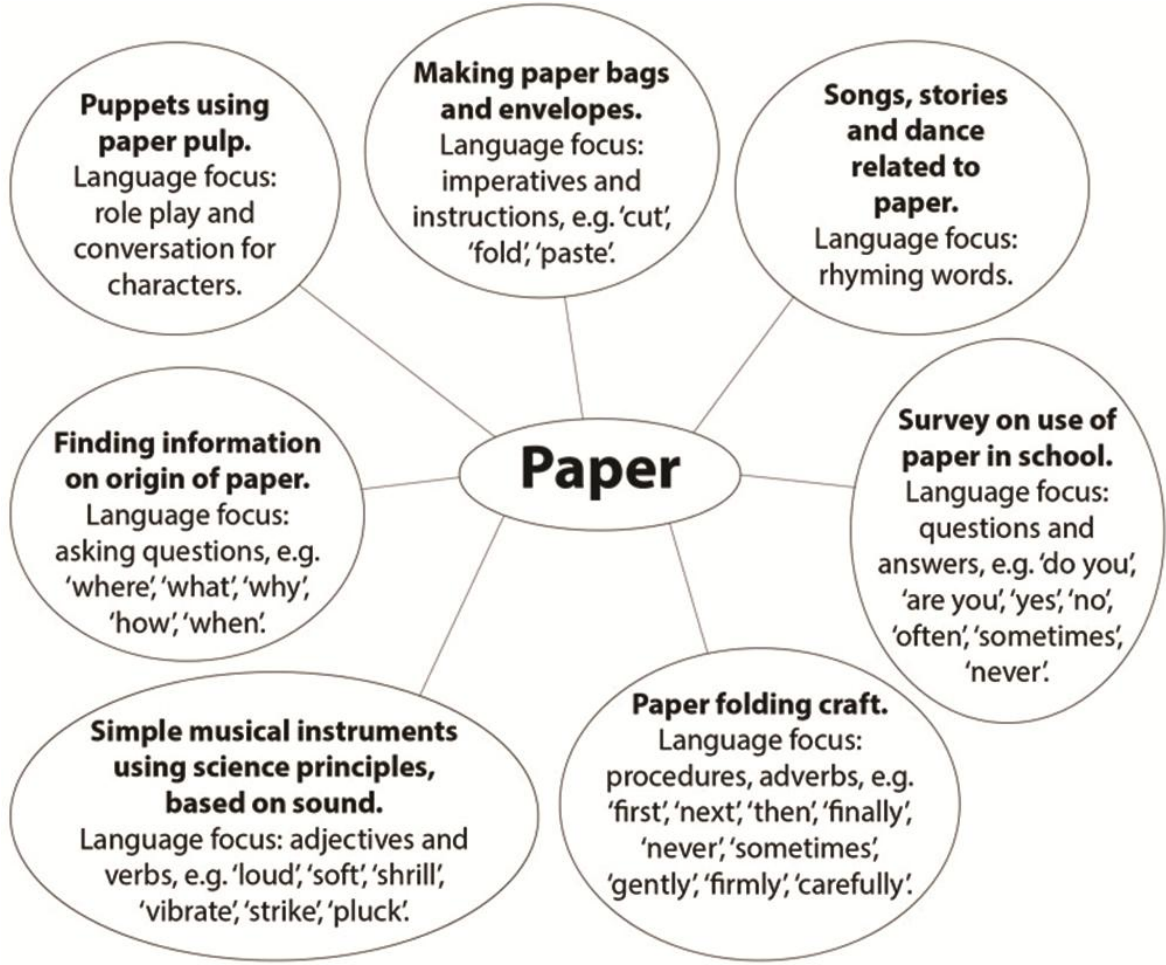 Puppets using
paper pulp.
Language focus:
role play and
conversation for
characters.
Making paper bags
and envelopes.
Language focus:
imperatives and
instructions, e.g. ‘cut’,
‘fold’, ‘paste’.
Songs, stories
and dance
related to
paper.
Language focus:
rhyming words.
Finding information
on origin of paper.
Language focus:
asking questions, e.g.
‘where’, ‘what’, ‘why’,
‘how’, ‘when’.
Paper
Survey on use of
paper in school.
Language focus:
questions and
answers, e.g. ‘do you’,
‘are you’, ‘yes’, ‘no’,
‘often’, ‘sometimes’,
‘never’.
Simple musical instruments
using science principles,
based on sound.
Language focus: adjectives and
verbs, e.g. ‘loud’, ‘soft’, ‘shrill’,
‘vibrate’, ‘strike’, ‘pluck’.
Paper folding craft.
Language focus:
procedures, adverbs, e.g.
‘first’, ‘next’, ‘then’, ‘finally’,
‘never’, ‘sometimes’,
‘gently’, ‘firmly’, ‘carefully’.